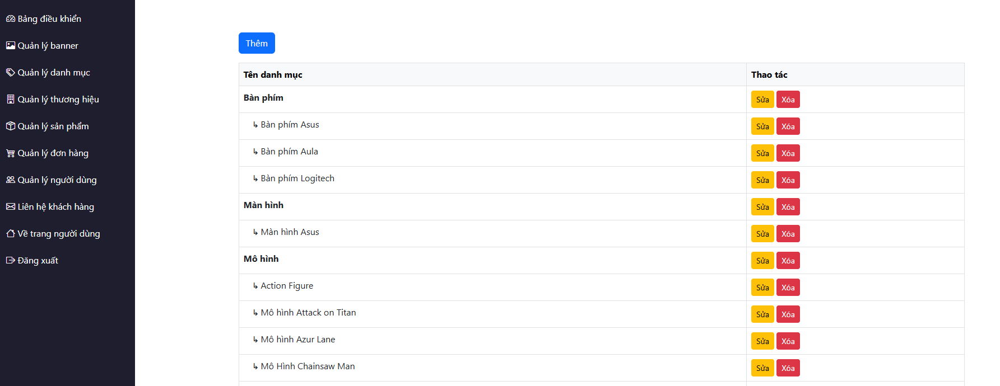 Bảng điều khiển
Quản lý banner
Quản lý danh mục
Quản lý thương hiệu
Quản lý sản phẩm
Quản lý đơn hàng
Quản lý người dùng
Liên hệ khách hàng
Về trang người dùng
Đăng xuất
Thêm
Tên danh mục Thao tác
Bàn phím Sửa Xóa
↳ Bàn phím Asus Sửa Xóa
↳ Bàn phím Aula Sửa Xóa
↳ Bàn phím Logitech Sửa Xóa
Màn hình Sửa Xóa
↳ Màn hình Asus Sửa Xóa
Mô hình Sửa Xóa
↳ Action Figure Sửa Xóa
↳ Mô hình Attack on Titan Sửa Xóa
↳ Mô hình Azur Lane Sửa Xóa
↳ Mô Hình Chainsaw Man Sửa Xóa